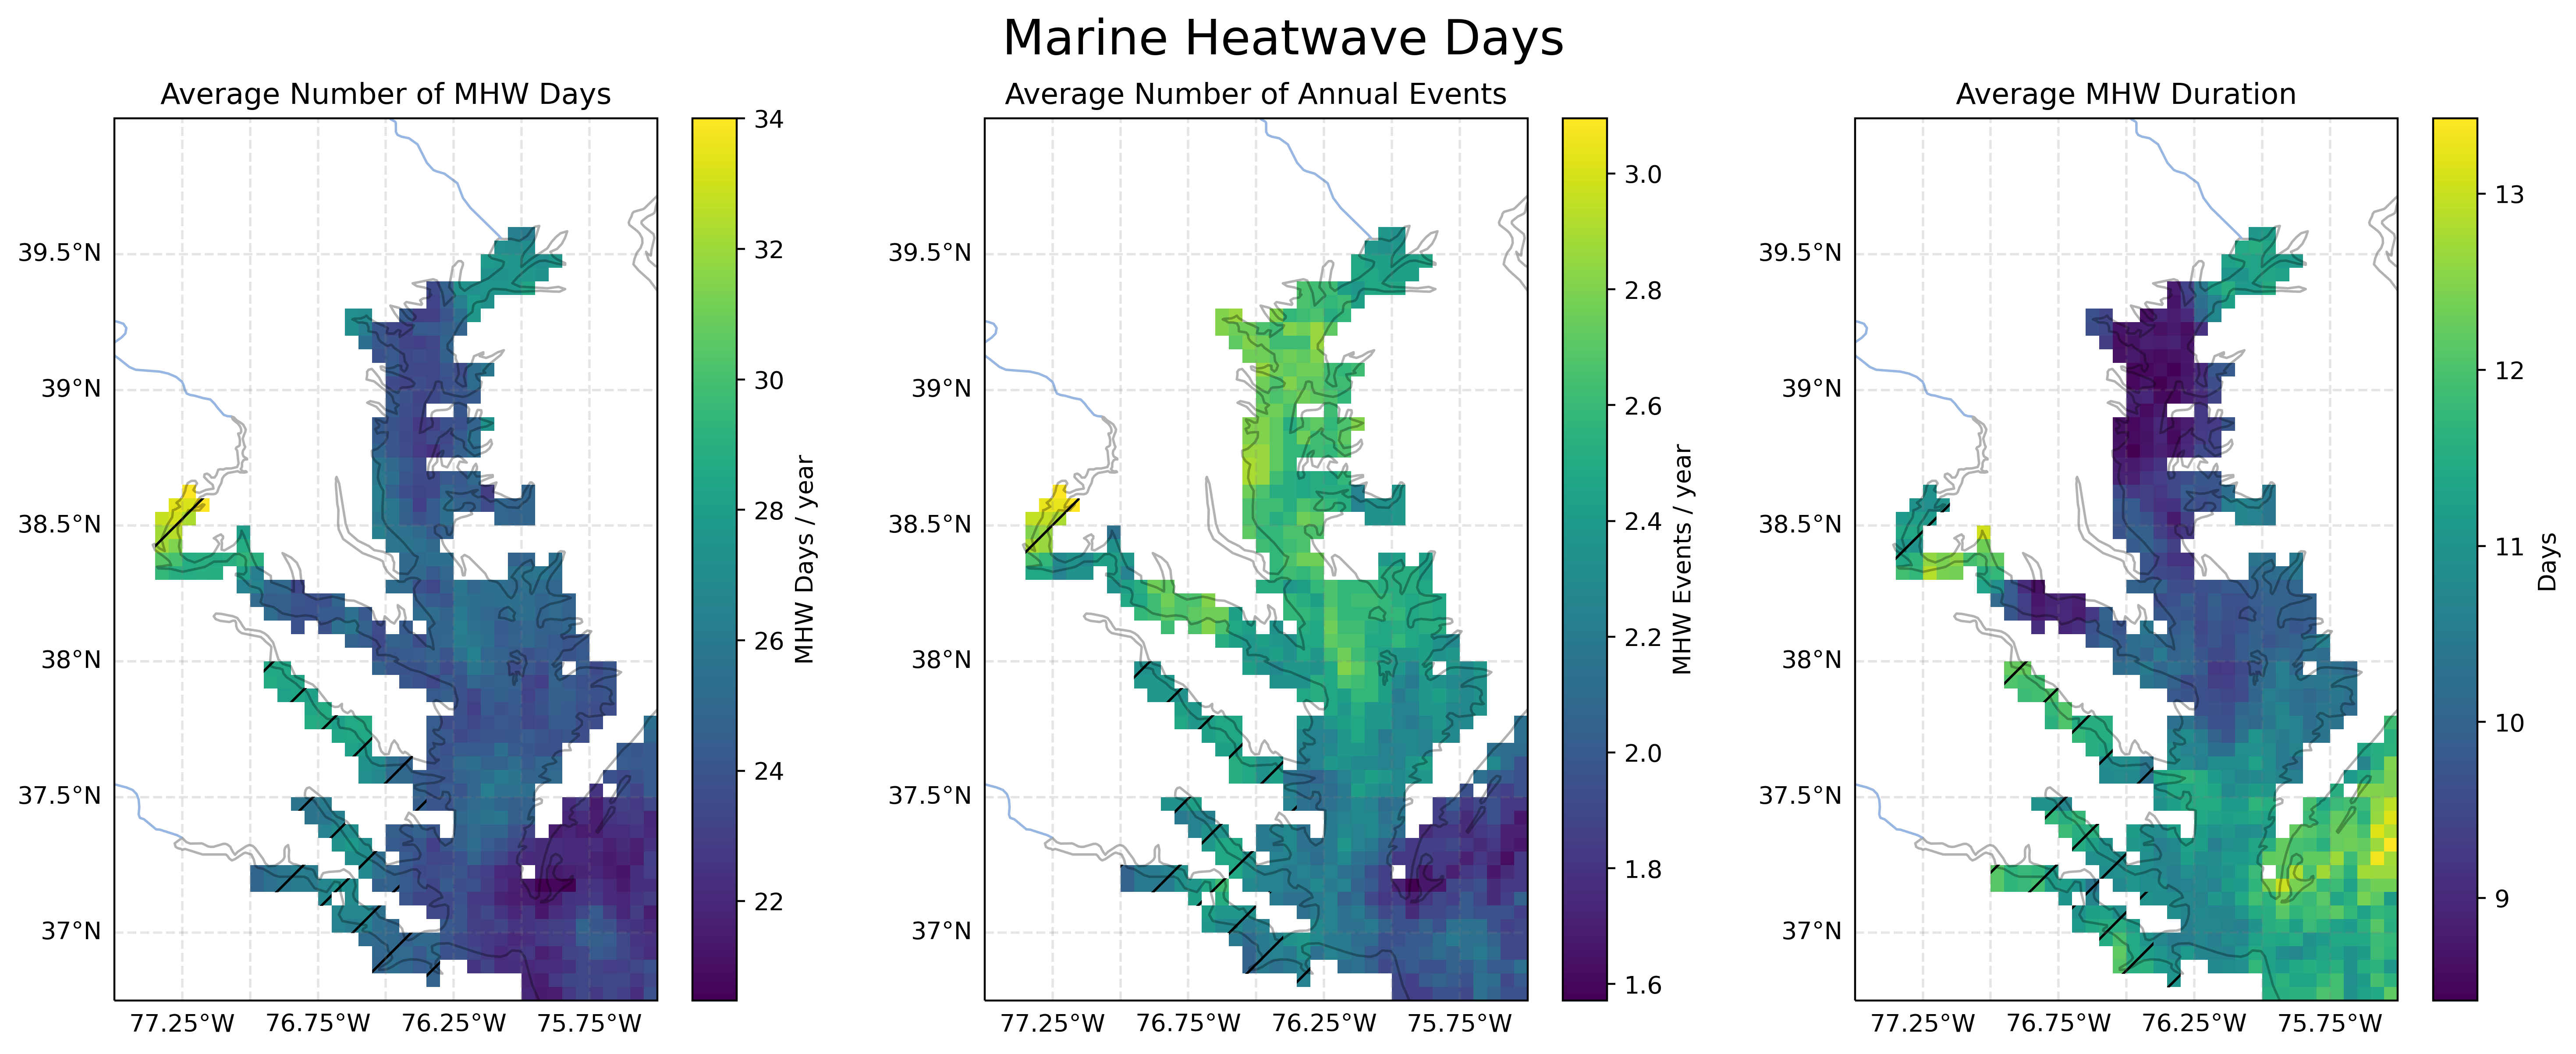 Marine Heatwave Days
Average Number of MHW Days
39.5°N
39°N
38.5°N
38°N
37.5°N
37°N
77.25°W 76.75°W 76.25°W 75.75°W
34
32
30
28
26
24
22
MHW Days / year
Average Number of Annual Events
39.5°N
39°N
38.5°N
38°N
37.5°N
37°N
77.25°W 76.75°W 76.25°W 75.75°W
3.0
2.8
2.6
2.4
2.2
2.0
1.8
1.6
MHW Events / year
Average MHW Duration
39.5°N
39°N
38.5°N
38°N
37.5°N
37°N
77.25°W 76.75°W 76.25°W 75.75°W
13
12
11
10
9
Days